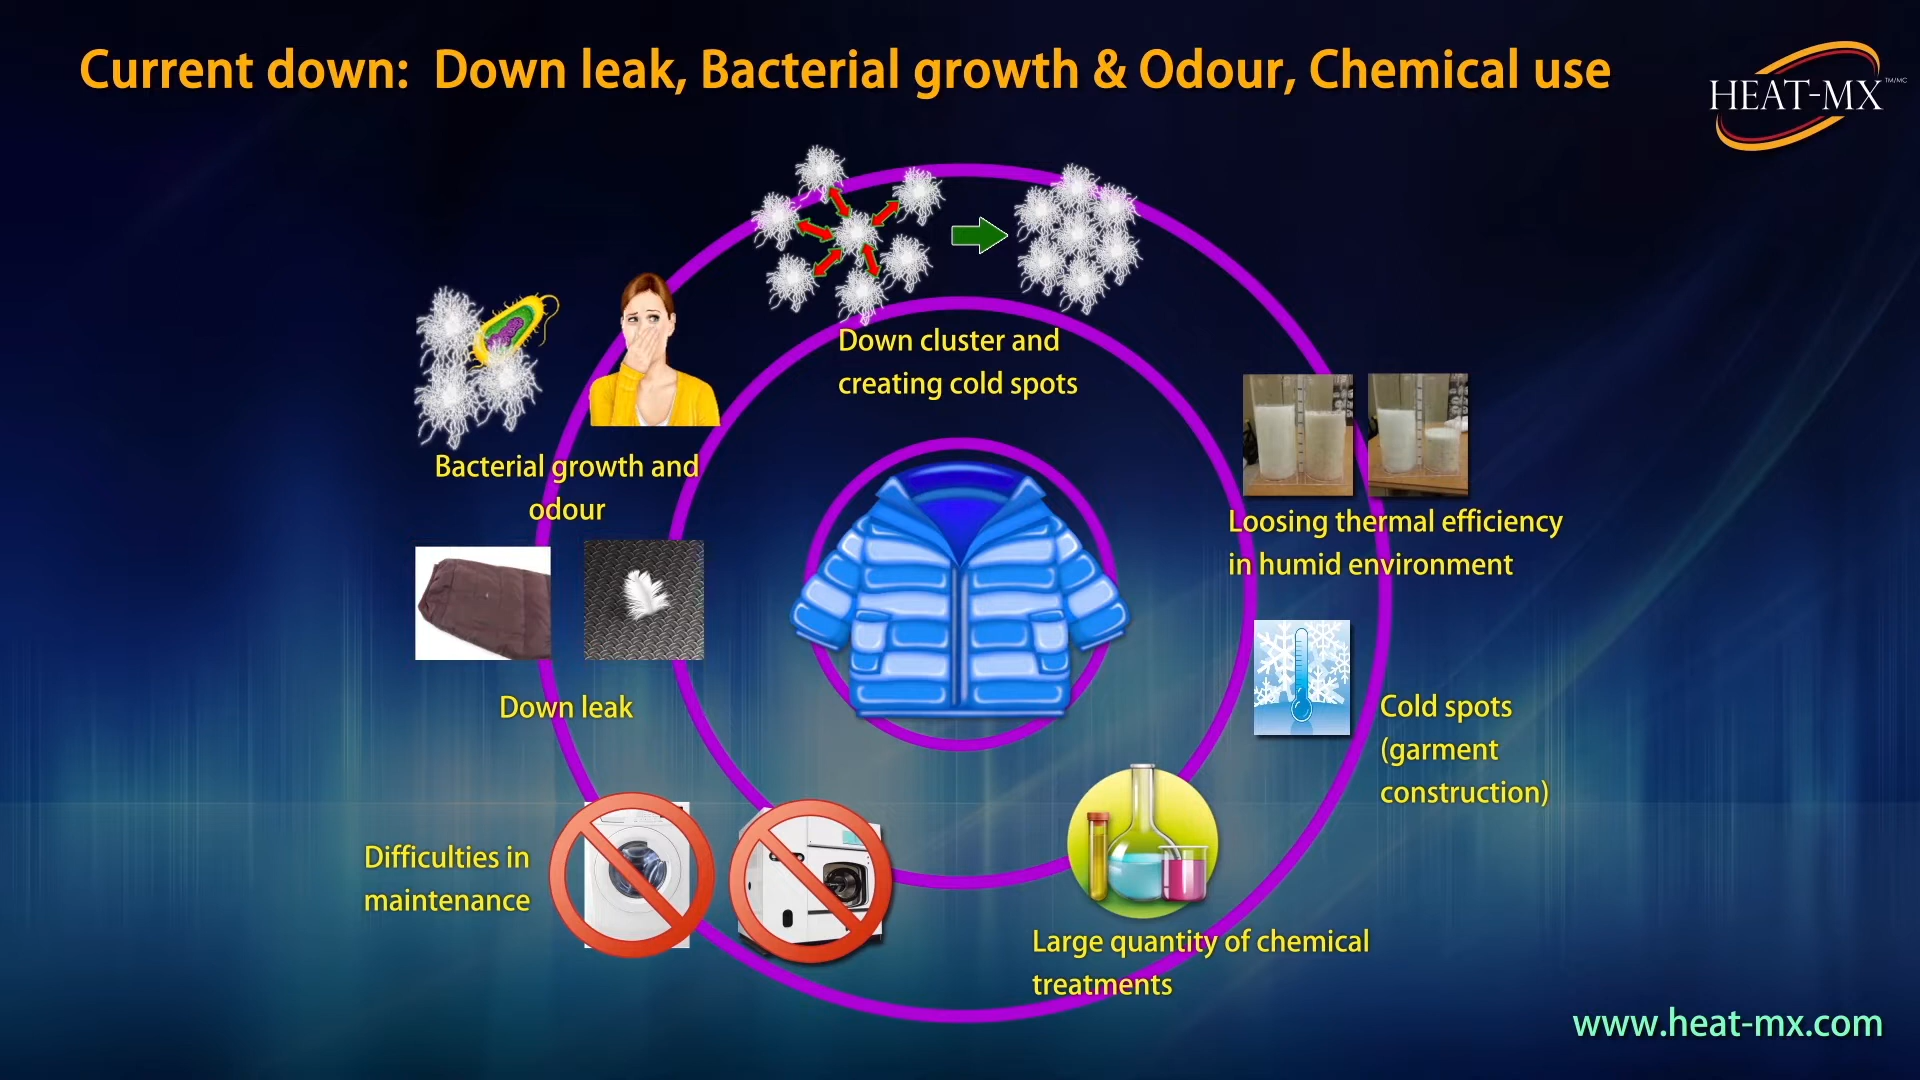 Current down:  Down leak, Bacterial growth & Odour, Chemical use
HEAT-MX TM/MC
Down cluster and
creating cold spots
Bacterial growth and
odour
Loosing thermal efficiency
in humid environment
Down leak
Cold spots
(garment
construction)
Difficulties in
maintenance
Large quantity of chemical
treatments
www.heat-mx.com